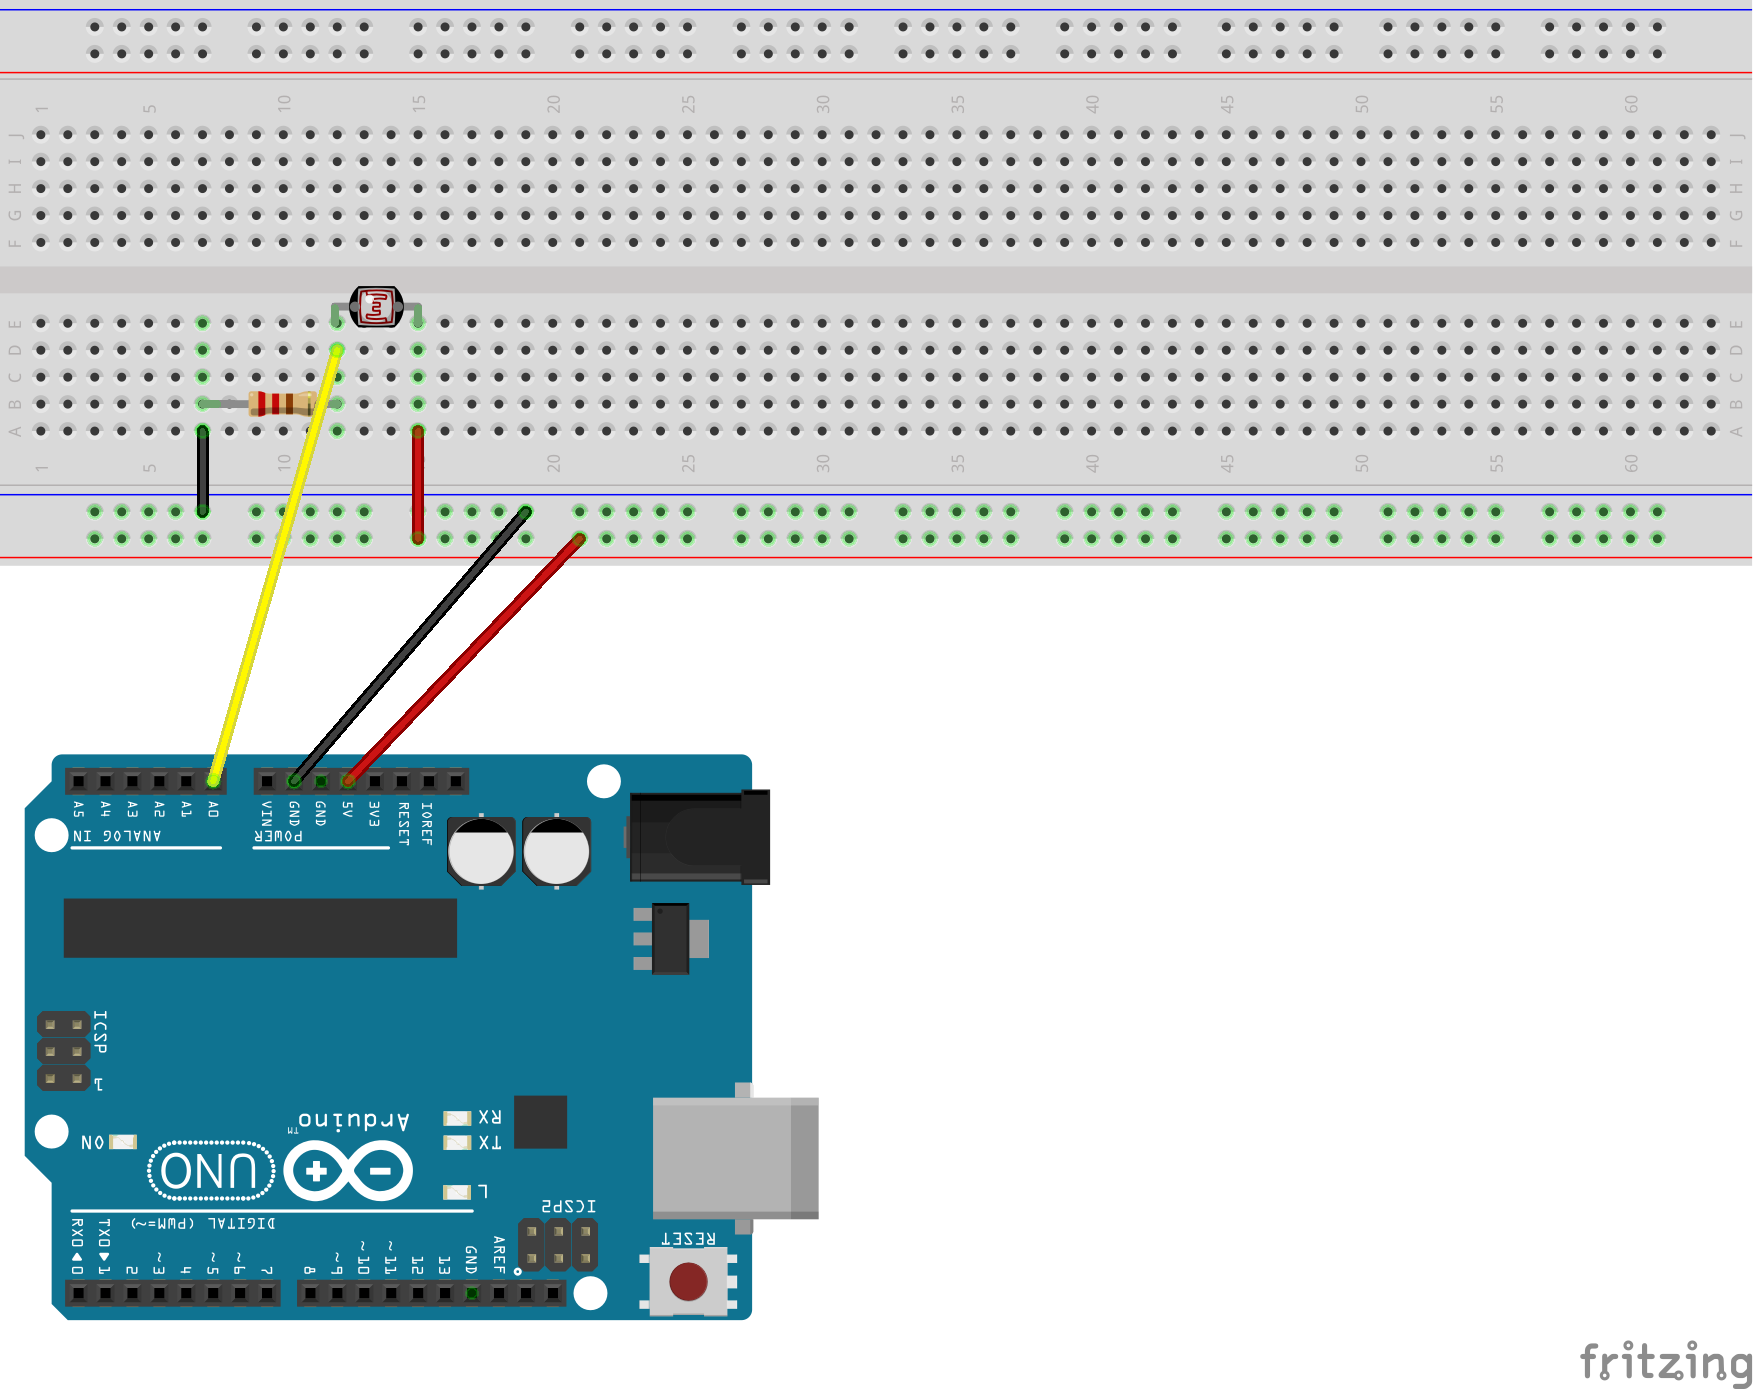 1 5 10 15 20 25 30 35 40 45 50 55 60
J J
I I
H H
G G
F F
E E
D D
C C
B B
A A
1 5 10 20 25 30 35 40 45 50 55 60
A5 A4 A3 A2 A1 A0 VIN GND GND 5V 3V3 RESET IOREF
ANALOG IN POWER
ICSP
1
Arduino
TM
RX
TX
ON
UNO
L
ICSP2
DIGITAL (PWM=~)
RESET
RX0◄0 TX0►1 2 ~3 4 ~5 ~6 7 8 ~9 ~10 ~11 12 13 GND AREF
fritzing